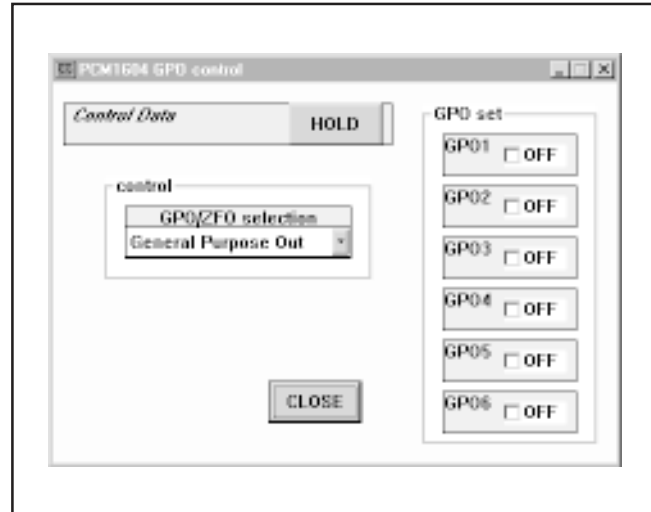 PCM1604 GPO control
Control Data
HOLD
control
GPO/ZFO selection
General Purpose Out
CLOSE
GPO set
GPO1 OFF
GPO2 OFF
GPO3 OFF
GPO4 OFF
GPO5 OFF
GPO6 OFF